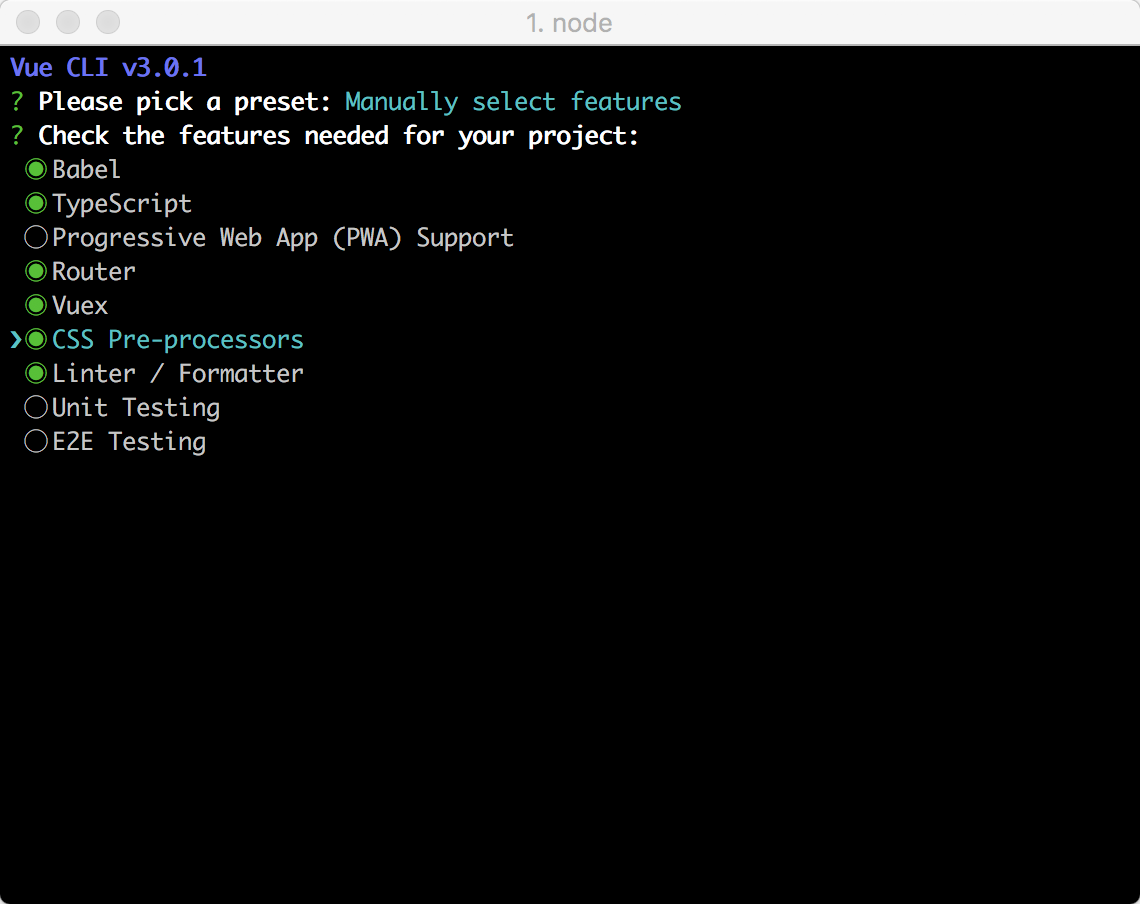 1. node
Vue CLI v3.0.1
? Please pick a preset: Manually select features
? Check the features needed for your project:
◉ Babel
◉ TypeScript
◯ Progressive Web App (PWA) Support
◉ Router
◉ Vuex
❯◉ CSS Pre-processors
◉ Linter / Formatter
◯ Unit Testing
◯ E2E Testing